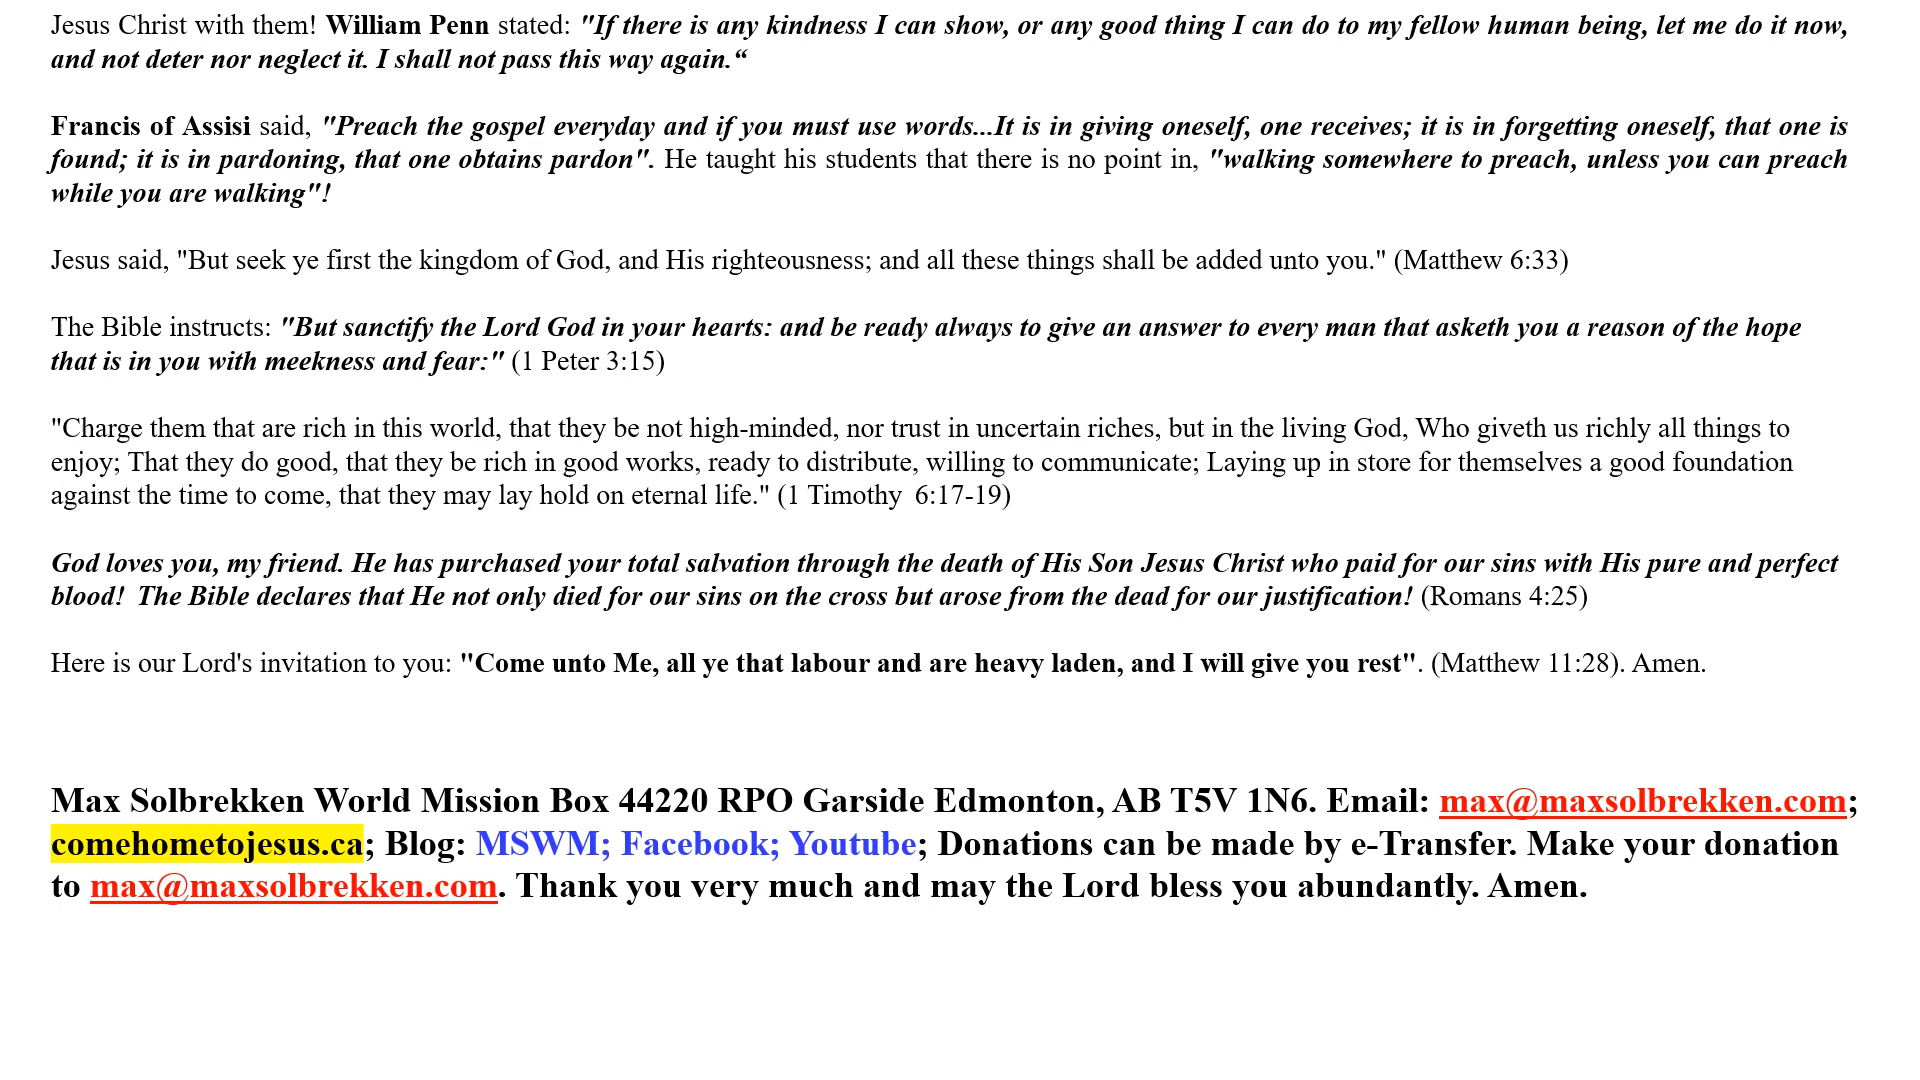 Jesus Christ with them! William Penn stated: "If there is any kindness I can show, or any good thing I can do to my fellow human being, let me do it now,
and not deter nor neglect it. I shall not pass this way again.“
Francis of Assisi said, "Preach the gospel everyday and if you must use words...It is in giving oneself, one receives; it is in forgetting oneself, that one is
found; it is in pardoning, that one obtains pardon". He taught his students that there is no point in, "walking somewhere to preach, unless you can preach
while you are walking"!
Jesus said, "But seek ye first the kingdom of God, and His righteousness; and all these things shall be added unto you." (Matthew 6:33)
The Bible instructs: "But sanctify the Lord God in your hearts: and be ready always to give an answer to every man that asketh you a reason of the hope
that is in you with meekness and fear:" (1 Peter 3:15)
"Charge them that are rich in this world, that they be not high-minded, nor trust in uncertain riches, but in the living God, Who giveth us richly all things to
enjoy; That they do good, that they be rich in good works, ready to distribute, willing to communicate; Laying up in store for themselves a good foundation
against the time to come, that they may lay hold on eternal life." (1 Timothy  6:17-19)
God loves you, my friend. He has purchased your total salvation through the death of His Son Jesus Christ who paid for our sins with His pure and perfect
blood!  The Bible declares that He not only died for our sins on the cross but arose from the dead for our justification! (Romans 4:25)
Here is our Lord's invitation to you: "Come unto Me, all ye that labour and are heavy laden, and I will give you rest". (Matthew 11:28). Amen.
Max Solbrekken World Mission Box 44220 RPO Garside Edmonton, AB T5V 1N6. Email: max@maxsolbrekken.com;
comehometojesus.ca; Blog: MSWM; Facebook; Youtube; Donations can be made by e-Transfer. Make your donation
to max@maxsolbrekken.com. Thank you very much and may the Lord bless you abundantly. Amen.